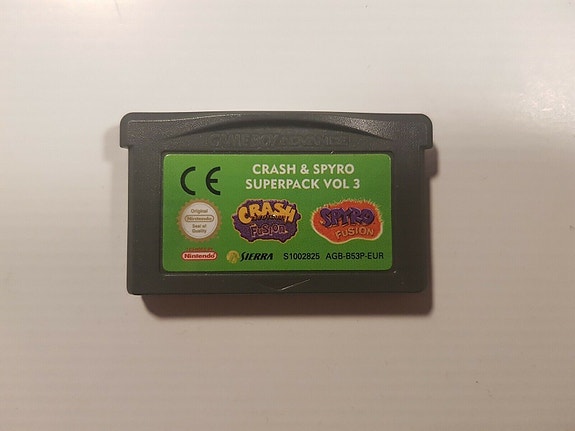 GAME BOY ADVANCE
CE
CRASH & SPYRO
SUPERPACK VOL 3
Original
Nintendo
Seal of
Quality
CRASH
FUSION
SPYRO
FUSION
Nintendo
SIERRA
S1002825 AGB-B53P-EUR